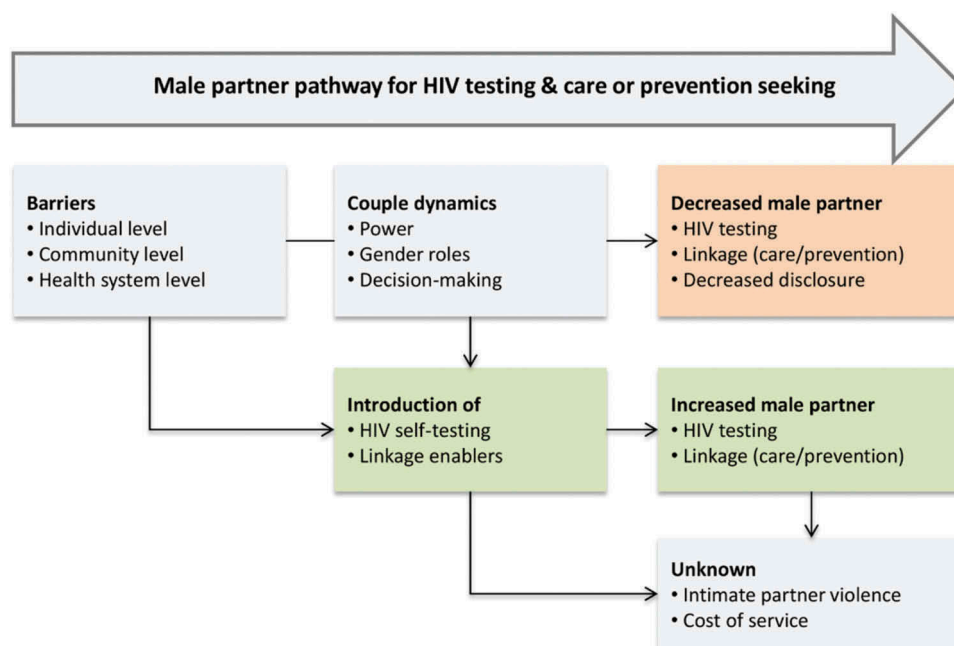 Male partner pathway for HIV testing & care or prevention seeking
Barriers
• Individual level
• Community level
• Health system level
Couple dynamics
• Power
• Gender roles
• Decision-making
Decreased male partner
• HIV testing
• Linkage (care/prevention)
• Decreased disclosure
Introduction of
• HIV self-testing
• Linkage enablers
Increased male partner
• HIV testing
• Linkage (care/prevention)
Unknown
• Intimate partner violence
• Cost of service